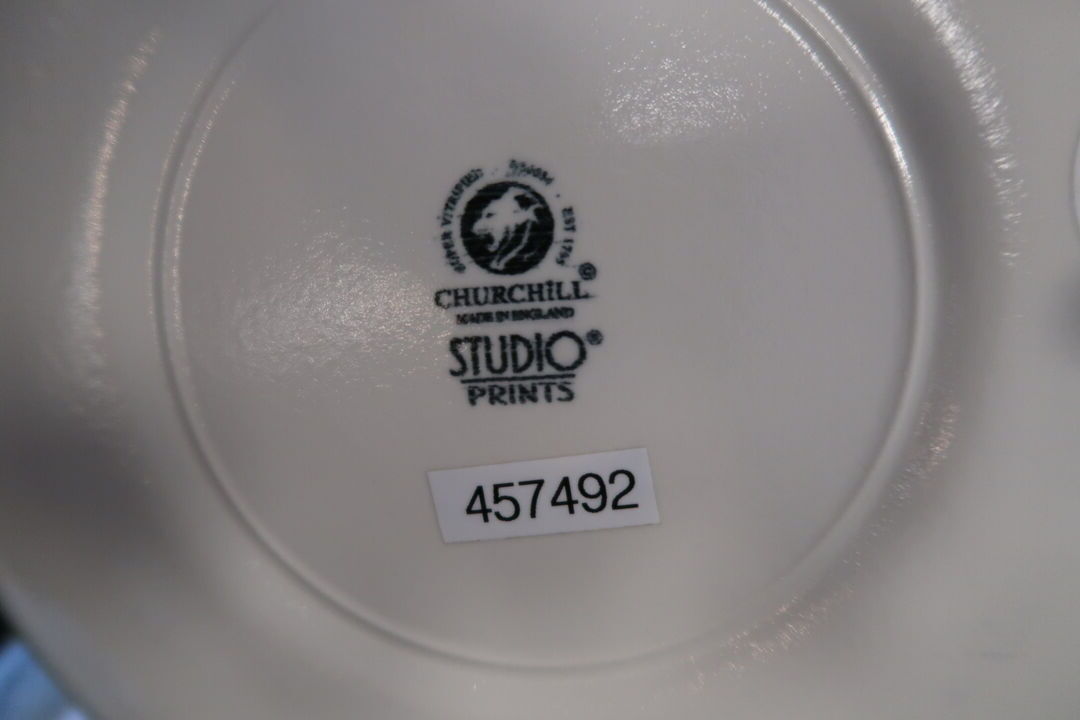 SUPER VITRIFIED · · EST 1795
CHURCHILL®
MADE IN ENGLAND
STUDIO®
PRINTS
457492